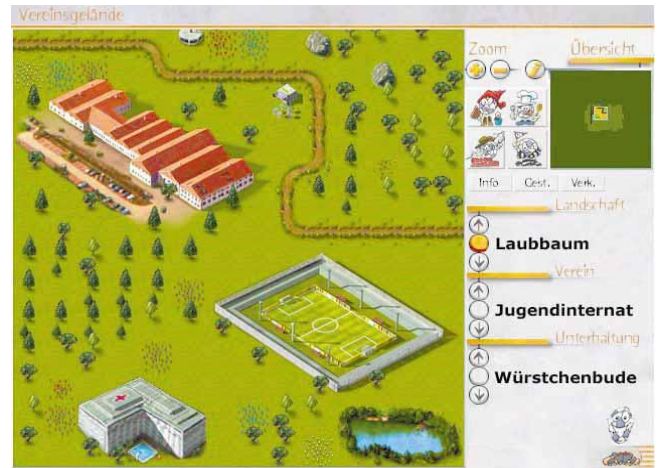 Vereinsgelände
Zoom
Übersicht
Info
Gest.
Verk.
Landschaft
Laubbaum
Verein
Jugendinternat
Unterhaltung
Würstchenbude